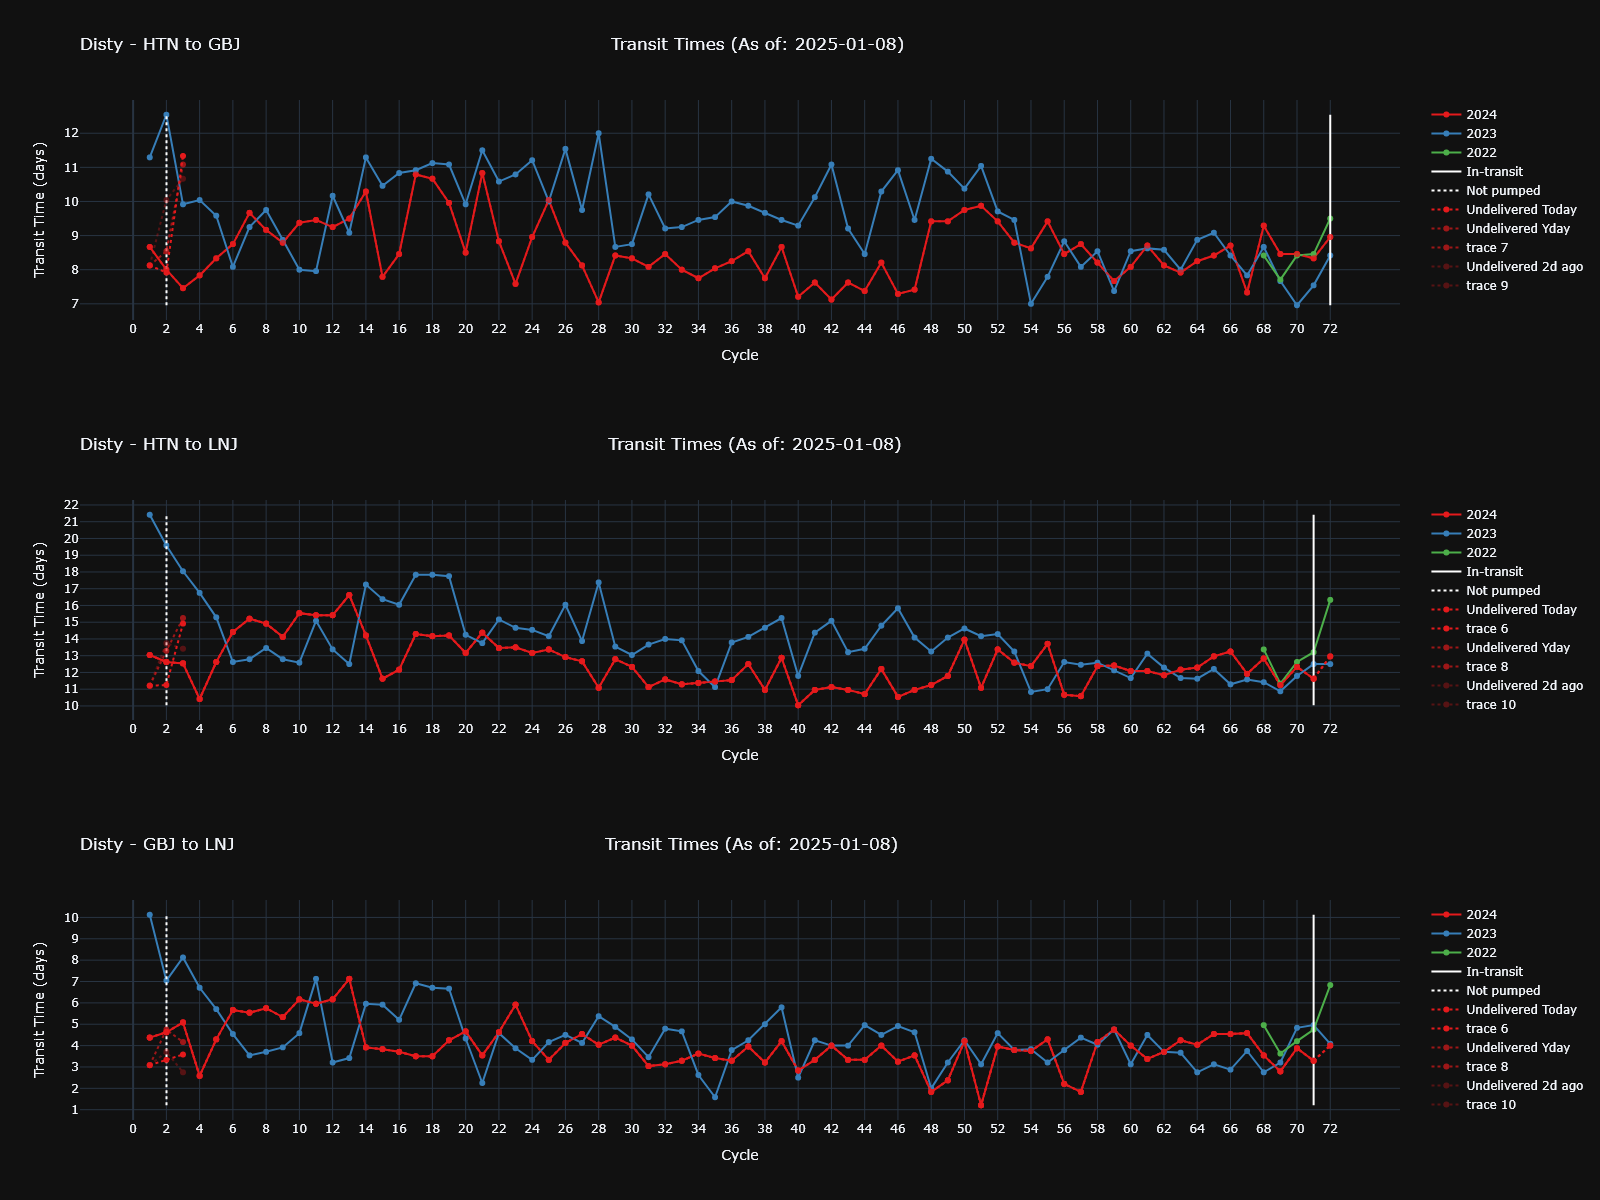 Disty - HTN to GBJ
Transit Times (As of: 2025-01-08)
Transit Time (days)
12
11
10
9
8
7
0 2 4 6 8 10 12 14 16 18 20 22 24 26 28 30 32 34 36 38 40 42 44 46 48 50 52 54 56 58 60 62 64 66 68 70 72
Cycle
2024
2023
2022
In-transit
Not pumped
Undelivered Today
Undelivered Yday
trace 7
Undelivered 2d ago
trace 9
Disty - HTN to LNJ
Transit Times (As of: 2025-01-08)
Transit Time (days)
22
21
20
19
18
17
16
15
14
13
12
11
10
0 2 4 6 8 10 12 14 16 18 20 22 24 26 28 30 32 34 36 38 40 42 44 46 48 50 52 54 56 58 60 62 64 66 68 70 72
Cycle
2024
2023
2022
In-transit
Not pumped
Undelivered Today
trace 6
Undelivered Yday
trace 8
Undelivered 2d ago
trace 10
Disty - GBJ to LNJ
Transit Times (As of: 2025-01-08)
Transit Time (days)
10
9
8
7
6
5
4
3
2
1
0 2 4 6 8 10 12 14 16 18 20 22 24 26 28 30 32 34 36 38 40 42 44 46 48 50 52 54 56 58 60 62 64 66 68 70 72
Cycle
2024
2023
2022
In-transit
Not pumped
Undelivered Today
trace 6
Undelivered Yday
trace 8
Undelivered 2d ago
trace 10